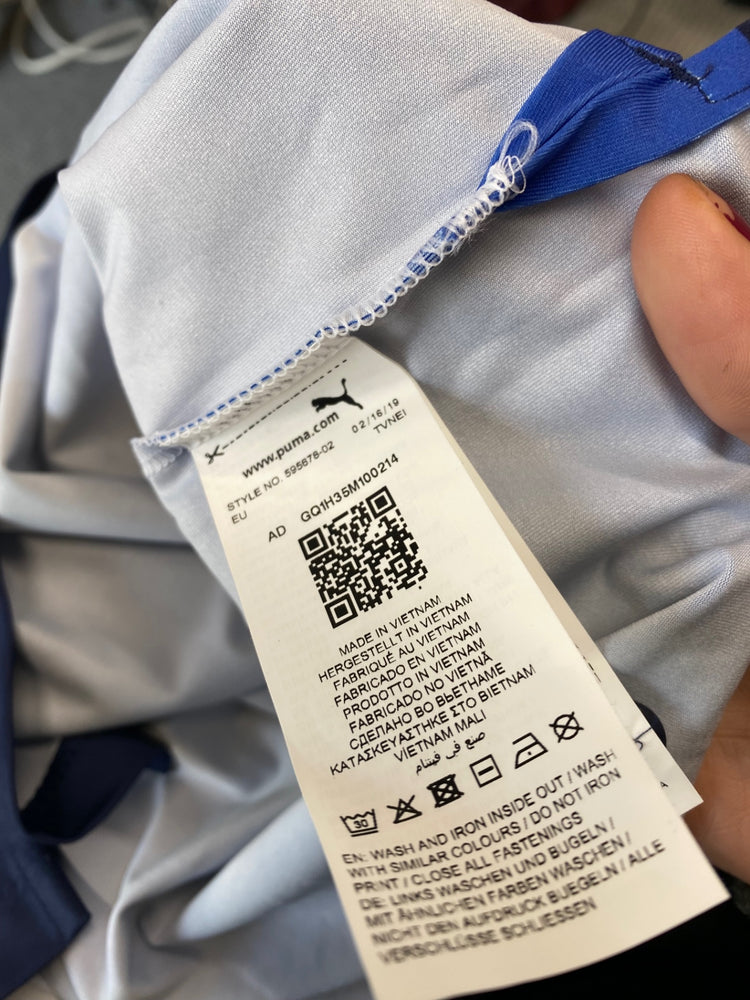 www.puma.com
02/16/19
STYLE NO. 595676-02
TVNEI
EU
AD GQ1H35M100214
MADE IN VIETNAM
HERGESTELLT IN VIETNAM
FABRIQUÉ AU VIETNAM
FABRICADO EN VIETNAM
PRODOTTO IN VIETNAM
FABRICADO NO VIETNÃ
СДЕЛАНО ВО ВЬЕТНАМЕ
ΚΑΤΑΣΚΕΥΑΣΤΗΚΕ ΣΤΟ ΒΙΕΤΝΑΜ
VIETNAM MALI
صنع في فيتنام
30
EN: WASH AND IRON INSIDE OUT / WASH
WITH SIMILAR COLOURS / DO NOT IRON
PRINT / CLOSE ALL FASTENINGS
DE: LINKS WASCHEN UND BUGELN /
MIT ÄHNLICHEN FARBEN WASCHEN /
NICHT DEN AUFDRUCK BUEGELN / ALLE
VERSCHLÜSSE SCHLIESSEN